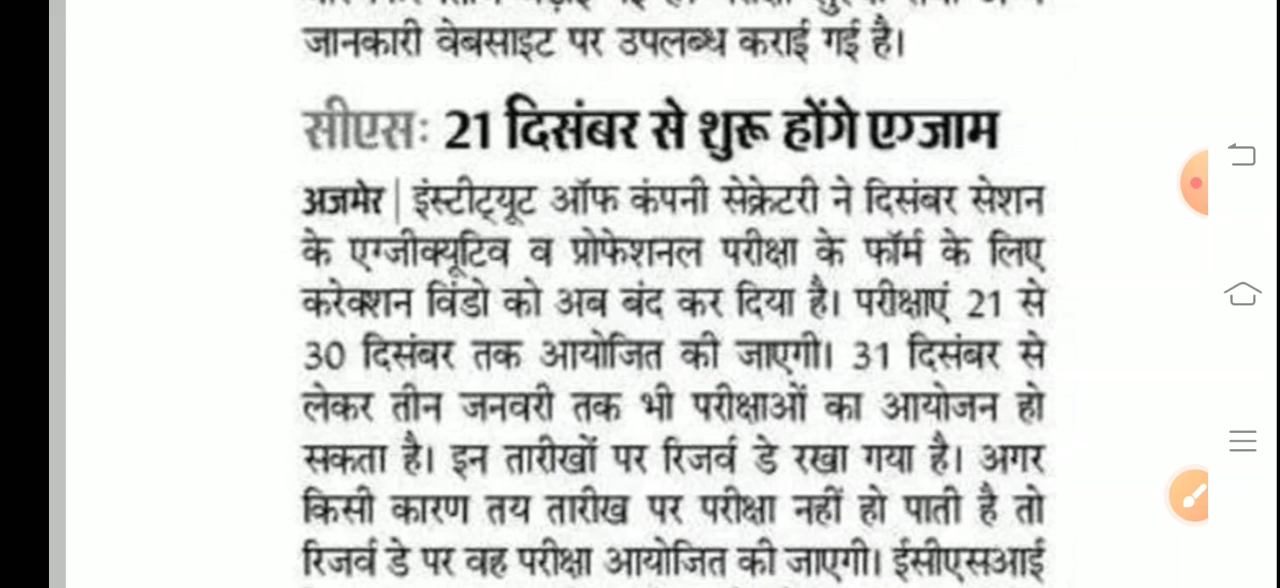 जानकारी वेबसाइट पर उपलब्ध कराई गई है।
सीएस: 21 दिसंबर से शुरू होंगे एग्जाम
अजमेर | इंस्टीट्यूट ऑफ कंपनी सेक्रेटरी ने दिसंबर सेशन
के एग्जीक्यूटिव व प्रोफेशनल परीक्षा के फॉर्म के लिए
करेक्शन विंडो को अब बंद कर दिया है। परीक्षाएं 21 से
30 दिसंबर तक आयोजित की जाएगी। 31 दिसंबर से
लेकर तीन जनवरी तक भी परीक्षाओं का आयोजन हो
सकता है। इन तारीखों पर रिजर्व डे रखा गया है। अगर
किसी कारण तय तारीख पर परीक्षा नहीं हो पाती है तो
रिजर्व डे पर वह परीक्षा आयोजित की जाएगी। ईसीएसआई